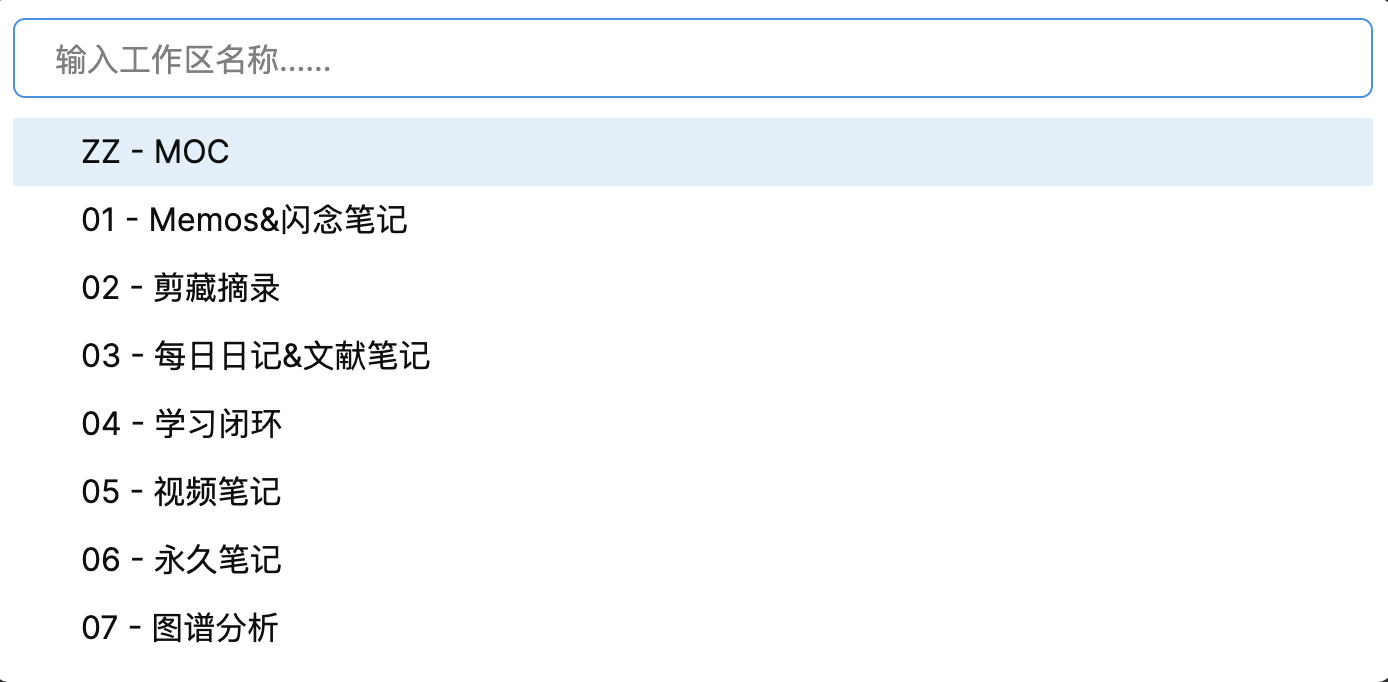 输入工作区名称......
ZZ - MOC
01 - Memos&闪念笔记
02 - 剪藏摘录
03 - 每日日记&文献笔记
04 - 学习闭环
05 - 视频笔记
06 - 永久笔记
07 - 图谱分析